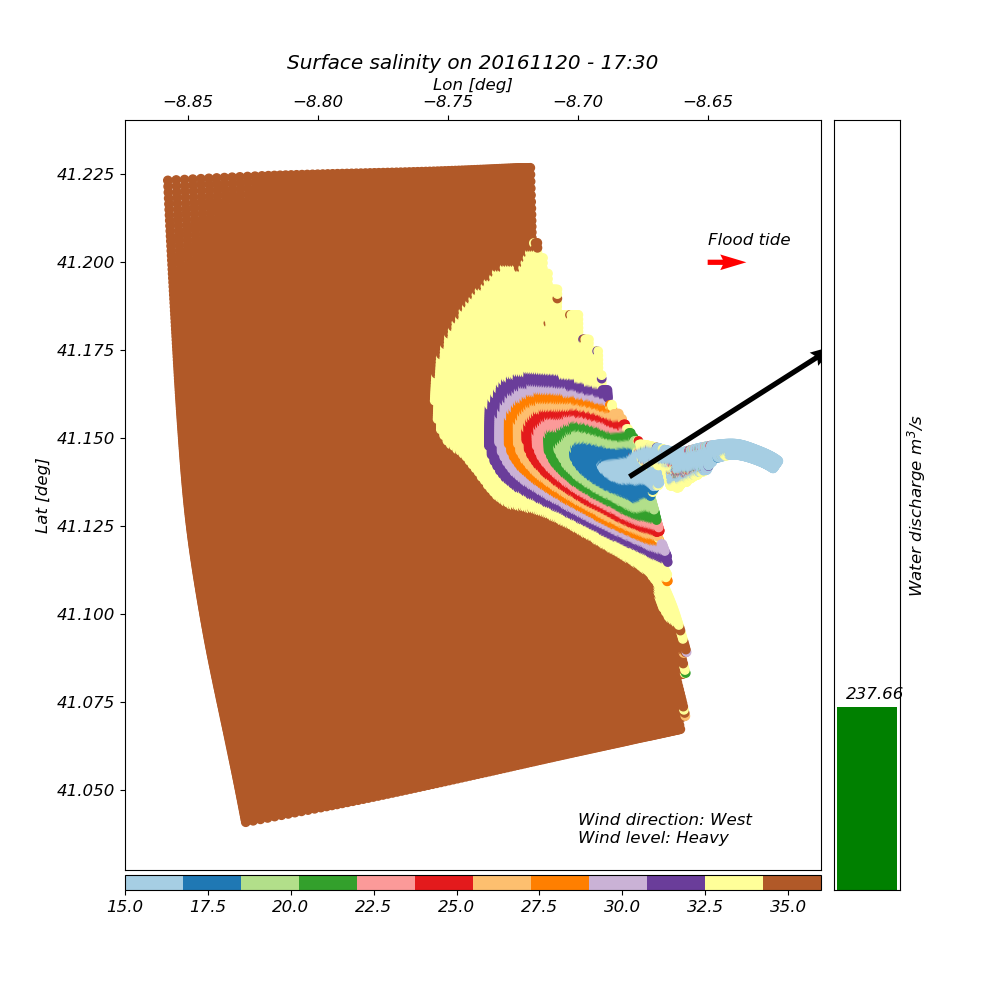 Surface salinity on 20161120 - 17:30
Lon [deg]
−8.85 −8.80 −8.75 −8.70 −8.65
41.225
41.200
41.175
41.150
41.125
41.100
41.075
41.050
Lat [deg]
Flood tide
Wind direction: West
Wind level: Heavy
237.66
Water discharge m³/s
15.0 17.5 20.0 22.5 25.0 27.5 30.0 32.5 35.0